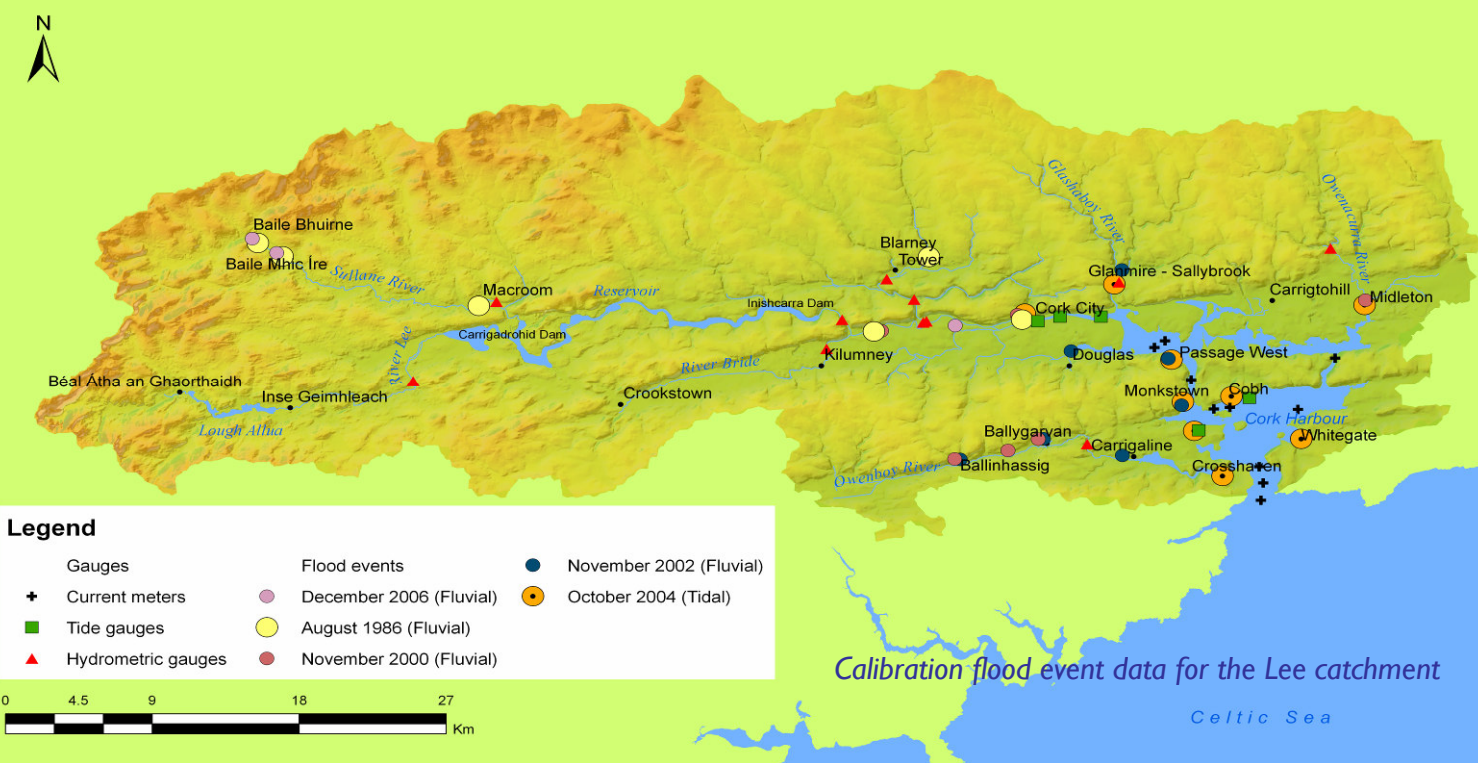 N
Baile Bhuirne
Baile Mhic Íre
Sullane River
Macroom
Reservoir
Carrigadrohid Dam
River Lee
Béal Átha an Ghaorthaidh
Inse Geimhleach
Lough Allua
Crookstown
River Bride
Kilumney
Inishcarra Dam
Blarney
Tower
Glashaboy River
Glanmire - Sallybrook
Cork City
Owenacurra River
Carrigtohill
Midleton
Douglas
Passage West
Monkstown
Cobh
Cork Harbour
Whitegate
Ballygarvan
Carrigaline
Ballinhassig
Owenboy River
Crosshaven
Legend
Gauges
Current meters
Tide gauges
Hydrometric gauges
Flood events
December 2006 (Fluvial)
August 1986 (Fluvial)
November 2000 (Fluvial)
November 2002 (Fluvial)
October 2004 (Tidal)
0 4.5 9 18 27
Km
Calibration flood event data for the Lee catchment
Celtic Sea